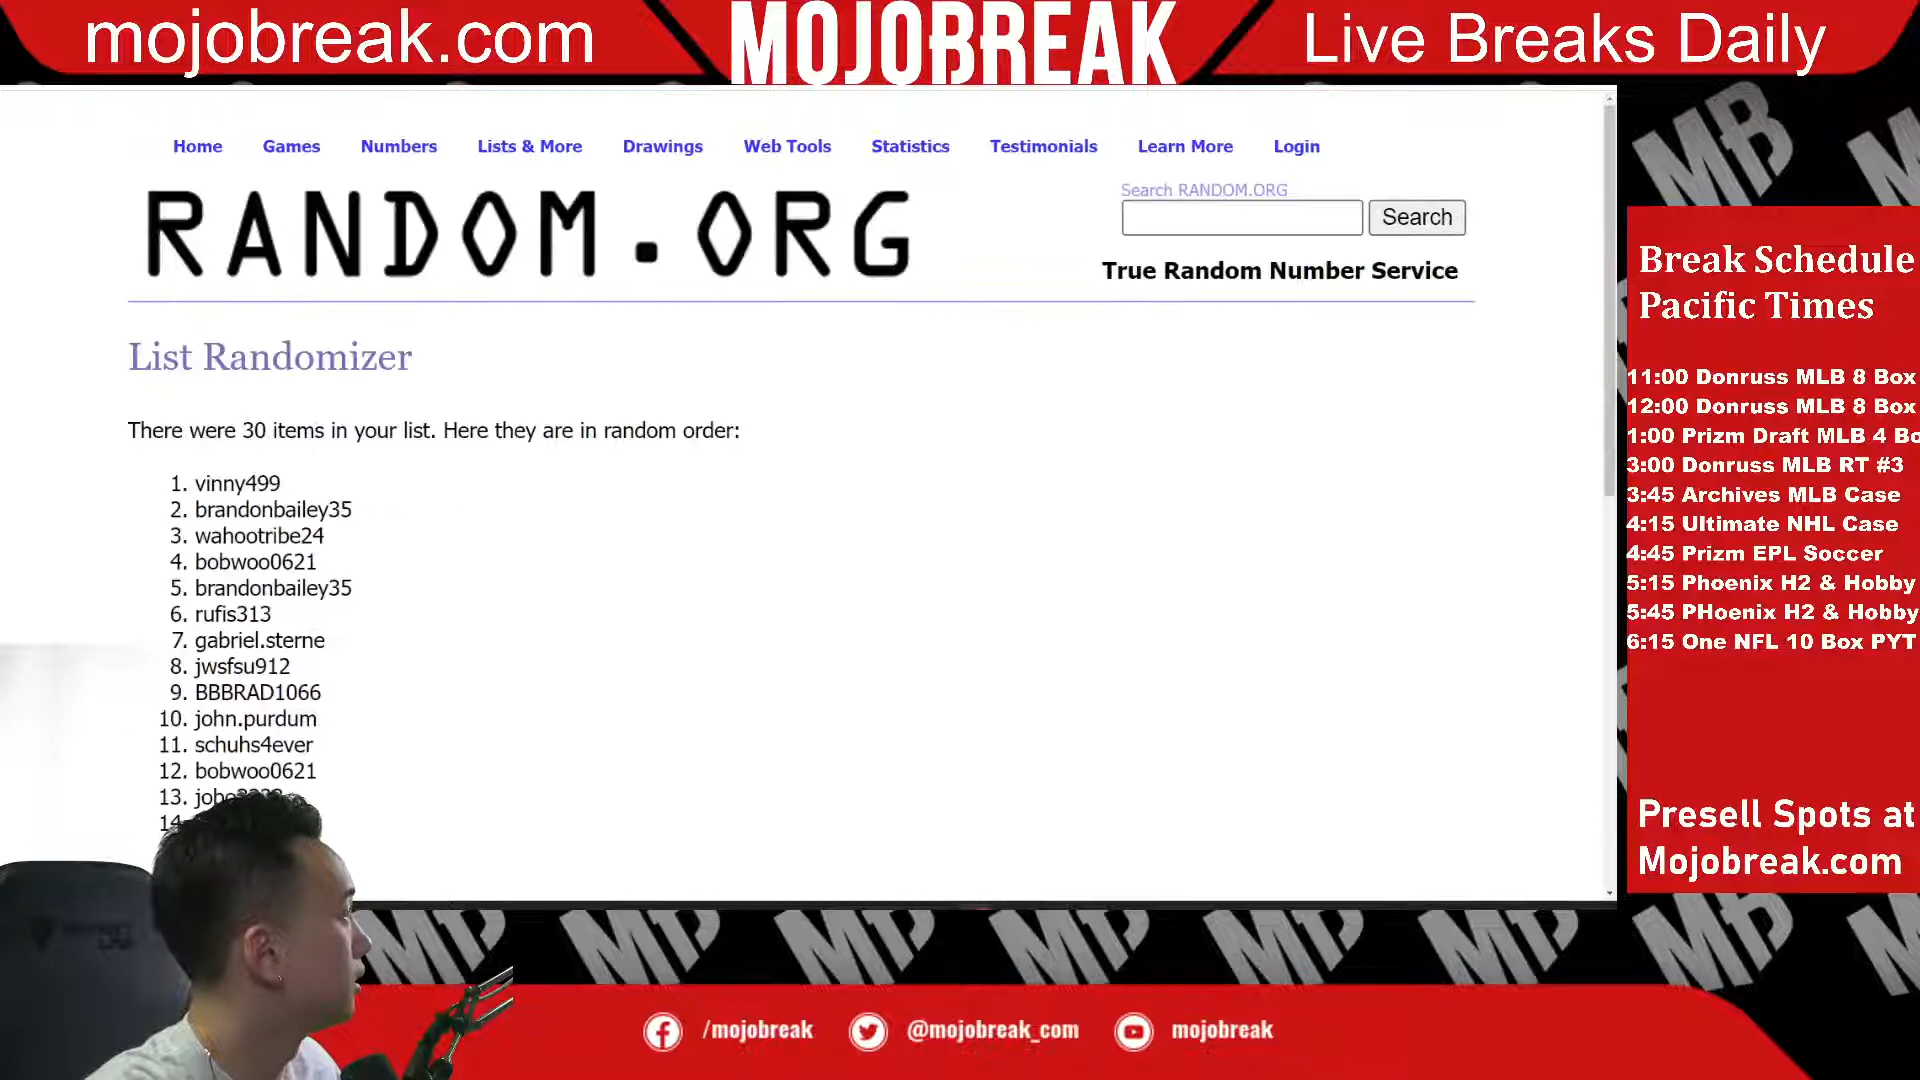 mojobreak.com
MOJOBREAK
Live Breaks Daily
Home Games Numbers Lists & More Drawings Web Tools Statistics Testimonials Learn More Login
RANDOM.ORG
Search RANDOM.ORG
Search
True Random Number Service
List Randomizer
There were 30 items in your list. Here they are in random order:
1. vinny499
2. brandonbailey35
3. wahootribe24
4. bobwoo0621
5. brandonbailey35
6. rufis313
7. gabriel.sterne
8. jwsfsu912
9. BBBRAD1066
10. john.purdum
11. schuhs4ever
12. bobwoo0621
13.
14.
Break Schedule
Pacific Times
11:00 Donruss MLB 8 Box
12:00 Donruss MLB 8 Box
1:00 Prizm Draft MLB 4 Bo
3:00 Donruss MLB RT #3
3:45 Archives MLB Case
4:15 Ultimate NHL Case
4:45 Prizm EPL Soccer
5:15 Phoenix H2 & Hobby
5:45 PHoenix H2 & Hobby
6:15 One NFL 10 Box PYT
Presell Spots at
Mojobreak.com
MB
/mojobreak
@mojobreak_com
mojobreak